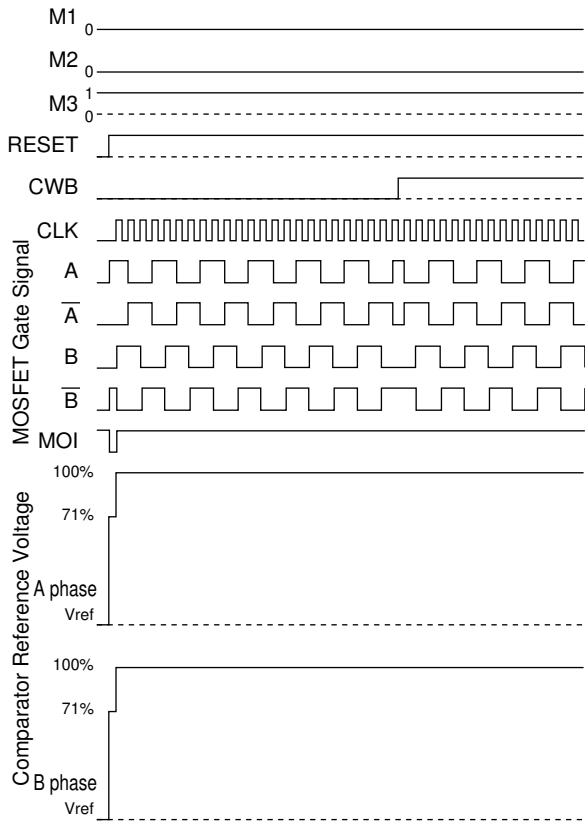 M1 0
M2 0
M3 1
0
RESET
CWB
CLK
MOSFET Gate Signal
A
A̅
B
B̅
MOI
Comparator Reference Voltage
100%
71%
A phase
Vref
100%
71%
B phase
Vref